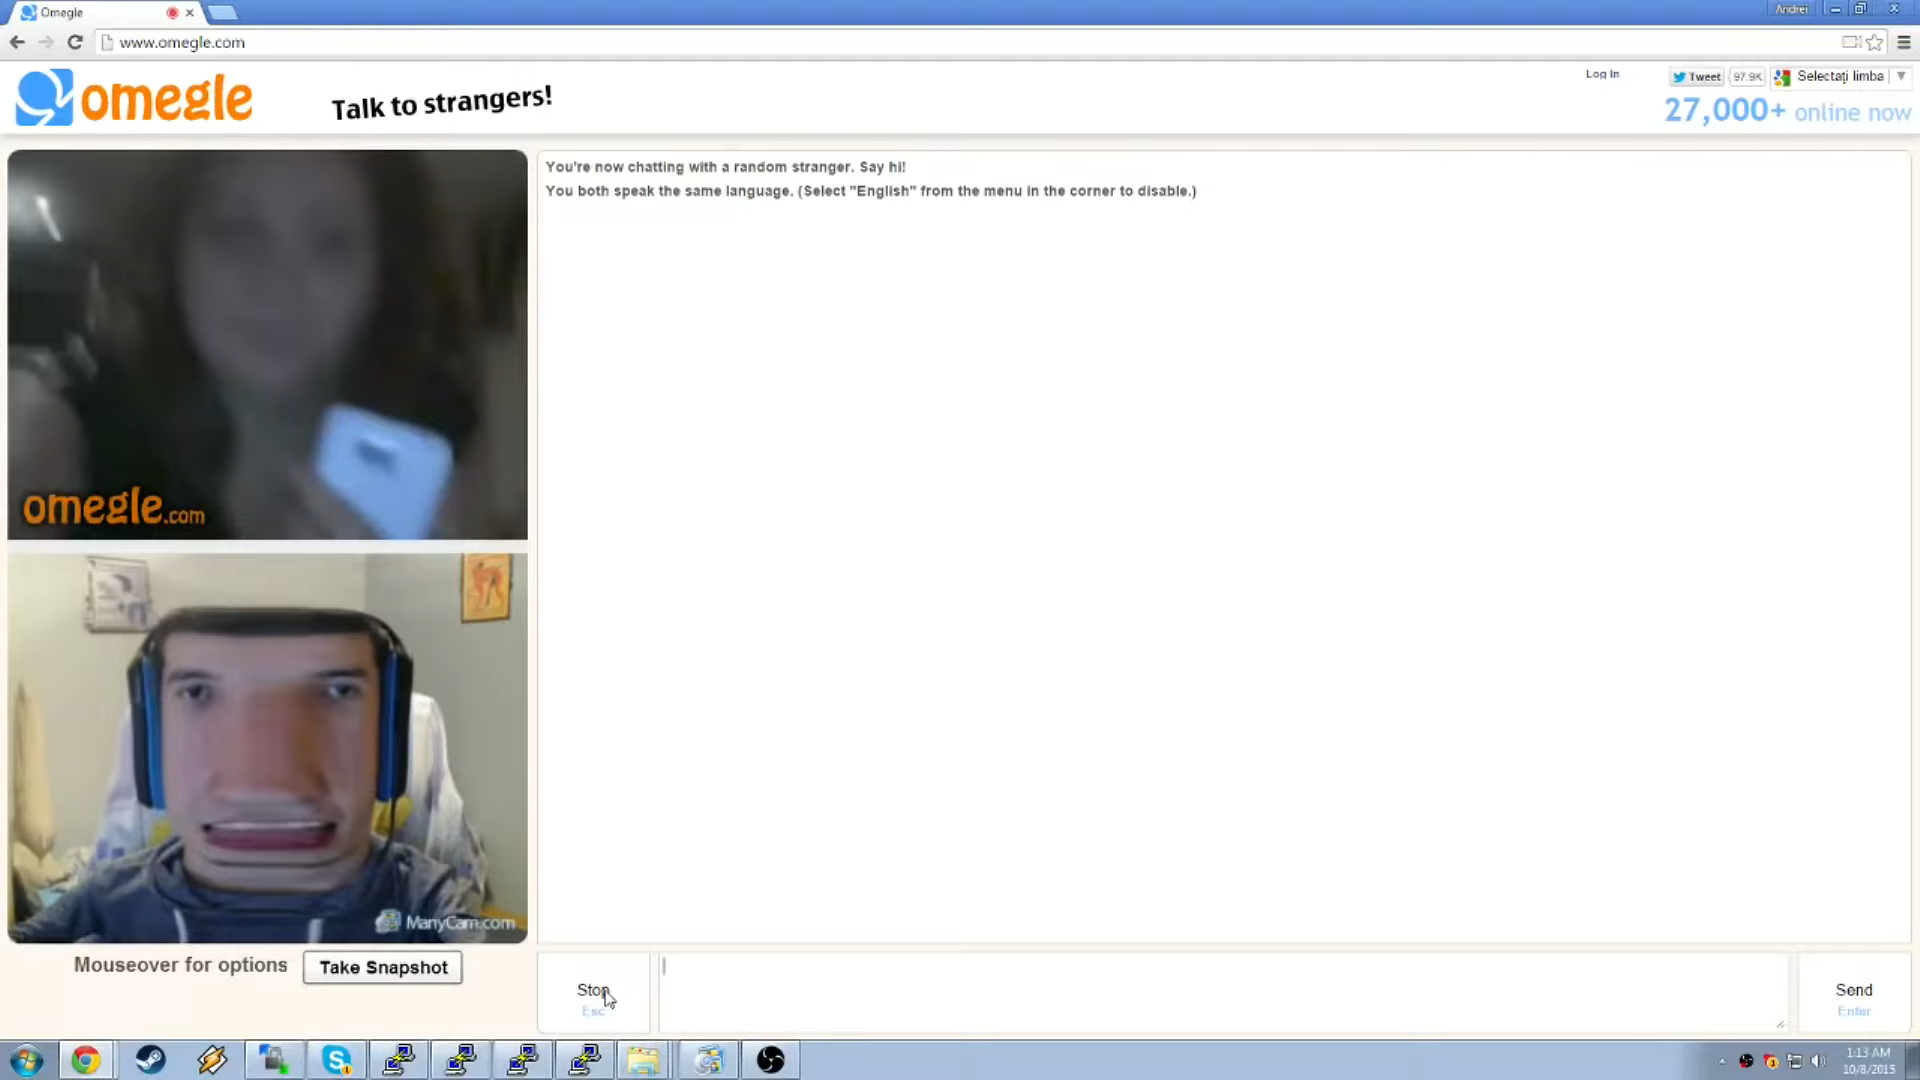 Omegle
Andrei
www.omegle.com
omegle
Talk to strangers!
Log In
Tweet
97.9K
Selectați limba
27,000+ online now
You're now chatting with a random stranger. Say hi!
You both speak the same language. (Select "English" from the menu in the corner to disable.)
omegle.com
ManyCam.com
Mouseover for options
Take Snapshot
Stop
Esc
Send
Enter
1:13 AM
10/8/2015